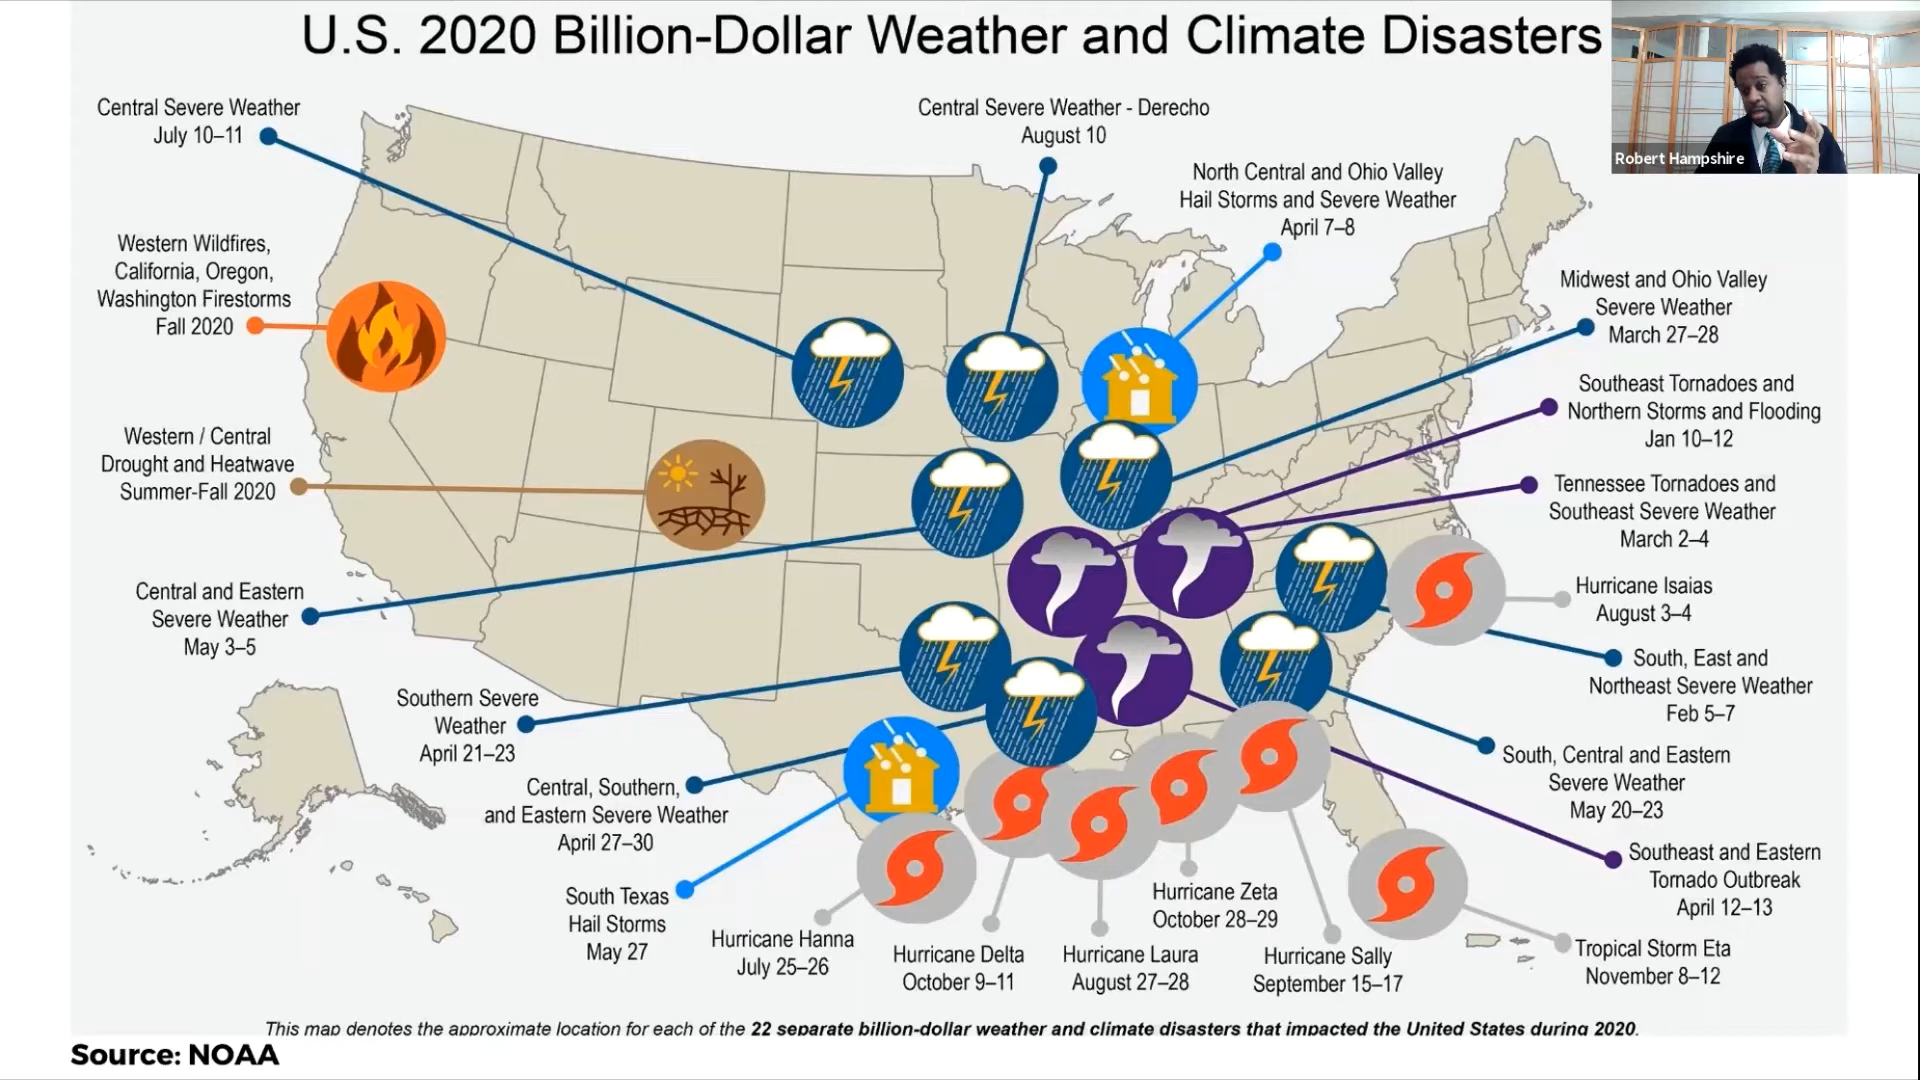 U.S. 2020 Billion-Dollar Weather and Climate Disasters
Robert Hampshire
Central Severe Weather
July 10–11
Central Severe Weather - Derecho
August 10
North Central and Ohio Valley
Hail Storms and Severe Weather
April 7–8
Western Wildfires,
California, Oregon,
Washington Firestorms
Fall 2020
Midwest and Ohio Valley
Severe Weather
March 27–28
Southeast Tornadoes and
Northern Storms and Flooding
Jan 10–12
Western / Central
Drought and Heatwave
Summer-Fall 2020
Tennessee Tornadoes and
Southeast Severe Weather
March 2–4
Central and Eastern
Severe Weather
May 3–5
Hurricane Isaias
August 3–4
South, East and
Northeast Severe Weather
Feb 5–7
Southern Severe
Weather
April 21–23
South, Central and Eastern
Severe Weather
May 20–23
Central, Southern,
and Eastern Severe Weather
April 27–30
Southeast and Eastern
Tornado Outbreak
April 12–13
South Texas
Hail Storms
May 27
Hurricane Hanna
July 25–26
Hurricane Delta
October 9–11
Hurricane Laura
August 27–28
Hurricane Zeta
October 28–29
Hurricane Sally
September 15–17
Tropical Storm Eta
November 8–12
This map denotes the approximate location for each of the 22 separate billion-dollar weather and climate disasters that impacted the United States during 2020.
Source: NOAA